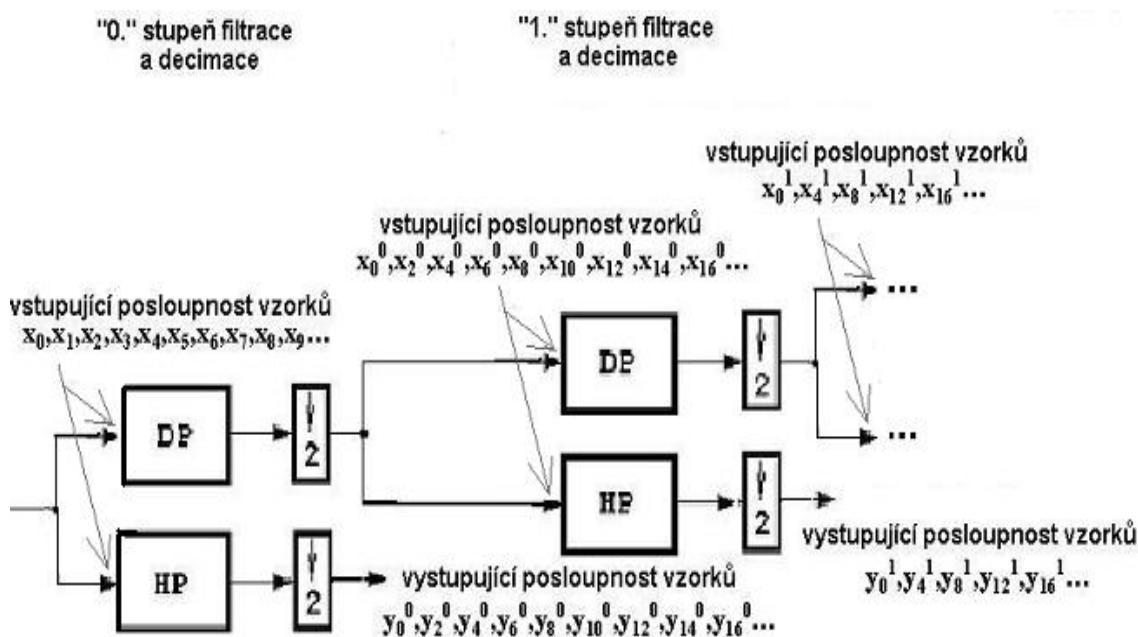 "0." stupeň filtrace
a decimace
"1." stupeň filtrace
a decimace
vstupující posloupnost vzorků
x₀¹,x₄¹,x₈¹,x₁₂¹,x₁₆¹...
vstupující posloupnost vzorků
x₀⁰,x₂⁰,x₄⁰,x₆⁰,x₈⁰,x₁₀⁰,x₁₂⁰,x₁₄⁰,x₁₆⁰...
vstupující posloupnost vzorků
x₀,x₁,x₂,x₃,x₄,x₅,x₆,x₇,x₈,x₉...
...
DP
2
DP
2
...
HP
2
vystupující posloupnost vzorků
y₀¹,y₄¹,y₈¹,y₁₂¹,y₁₆¹...
HP
2
vystupující posloupnost vzorků
y₀⁰,y₂⁰,y₄⁰,y₆⁰,y₈⁰,y₁₀⁰,y₁₂⁰,y₁₄⁰,y₁₆⁰...